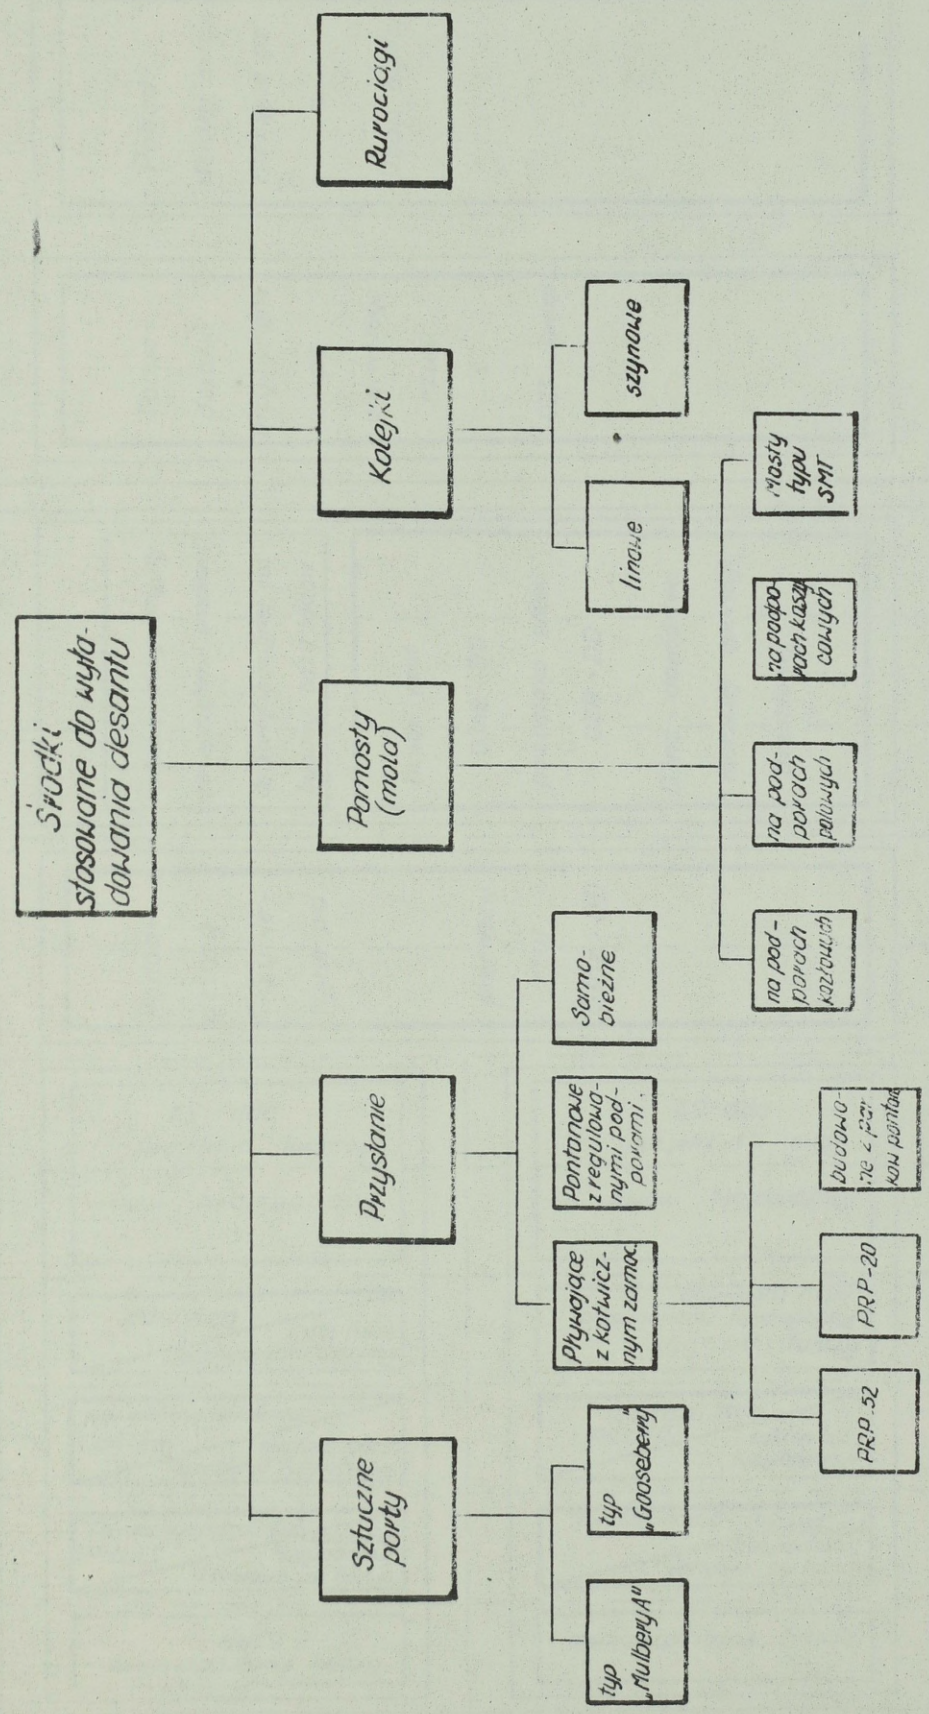 Środki
stosowane do wyła-
dowania desantu
Sztuczne
porty
Przystanie
Pomosty
(mola)
Kolejki
Rurociągi
typ
„Mulbery A"
typ
„Gooseberry"
Pływające
z kotwicz-
nym zamoc.
Pontonowe
z regulowa-
nymi pod-
porami.
Samo-
bieżne
linowe
szynowe
na pod-
porach
kozłowych
na pod-
porach
palowych
na podpo-
rach kaszy
cowych
Mosty
typu
SMT
PRP-52
PRP-20
budowa-
ne z par
ków ponton